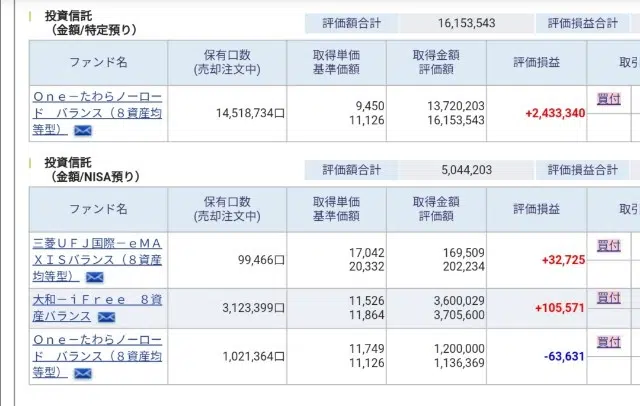 投資信託
（金額/特定預り）
評価額合計
16,153,543
評価損益合計
ファンド名
保有口数
(売却注文中)
取得単価
基準価額
取得金額
評価額
評価損益
取引
Ｏｎｅ－たわらノーロー
ド　バランス（８資産均
等型）
14,518,734口
9,450
11,126
13,720,203
16,153,543
+2,433,340
買付
投資信託
（金額/NISA預り）
評価額合計
5,044,203
評価損益合計
ファンド名
保有口数
(売却注文中)
取得単価
基準価額
取得金額
評価額
評価損益
取引
三菱ＵＦＪ国際－ｅＭＡ
ＸＩＳバランス（８資産
均等型）
99,466口
17,042
20,332
169,509
202,234
+32,725
買付
大和－ｉＦｒｅｅ　８資
産バランス
3,123,399口
11,526
11,864
3,600,029
3,705,600
+105,571
買付
Ｏｎｅ－たわらノーロー
ド　バランス（８資産均
等型）
1,021,364口
11,749
11,126
1,200,000
1,136,369
-63,631
買付